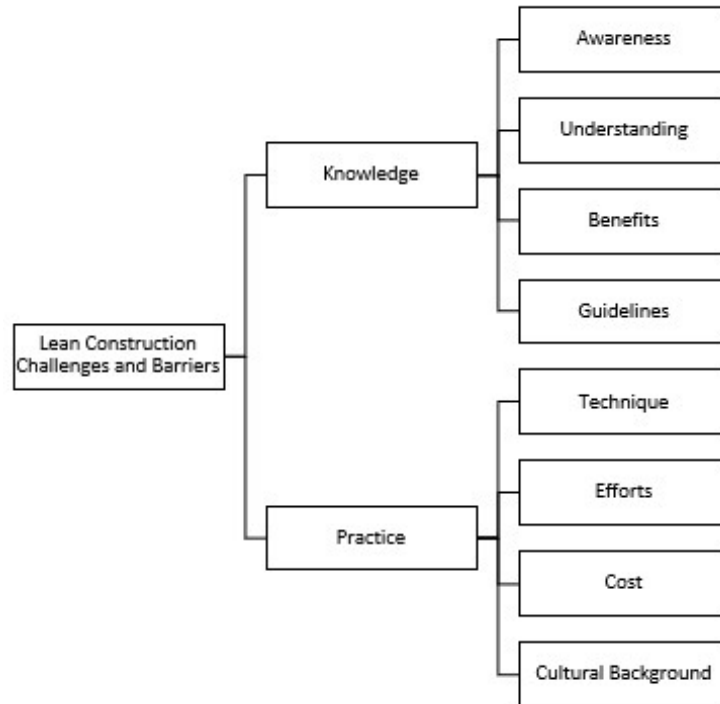 Lean Construction
Challenges and Barriers
Knowledge
Awareness
Understanding
Benefits
Guidelines
Practice
Technique
Efforts
Cost
Cultural Background